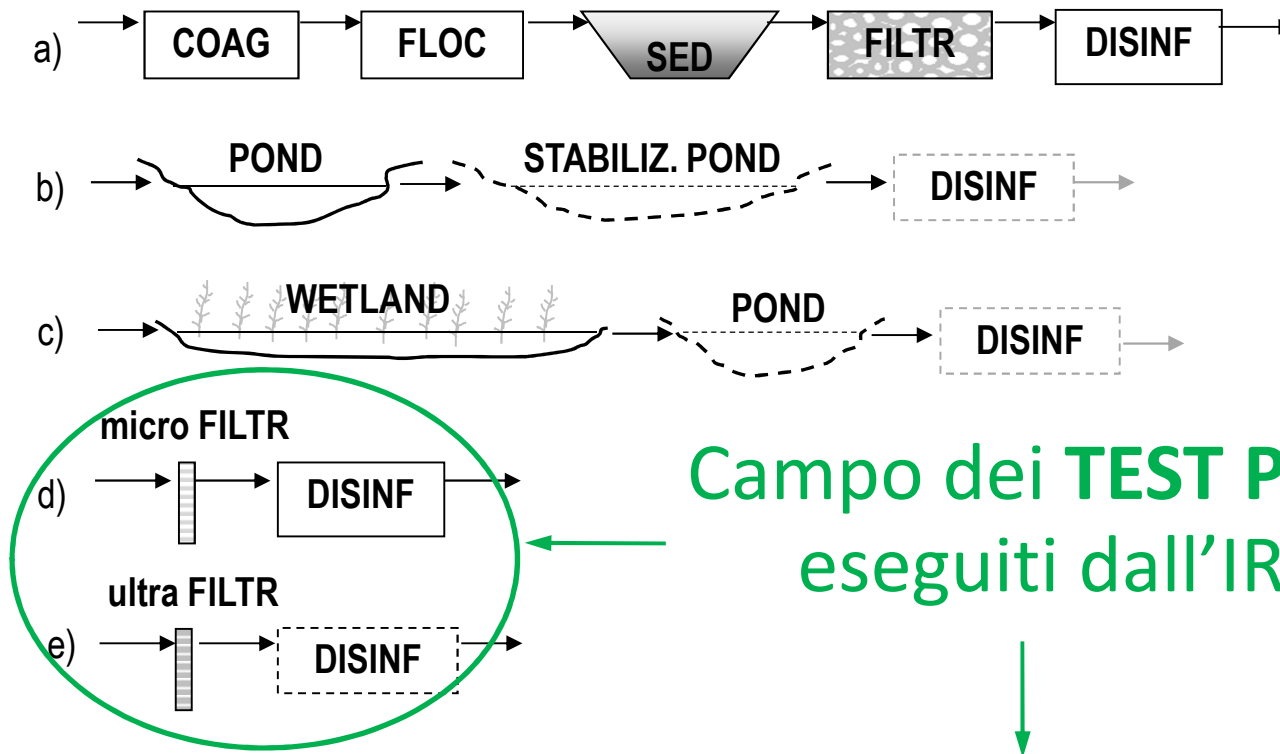 a) COAG FLOC SED FILTR DISINF
POND STABILIZ. POND
b) DISINF
WETLAND POND
c) DISINF
micro FILTR
d) DISINF
Campo dei TEST P
eseguiti dall'IR
ultra FILTR
e) DISINF